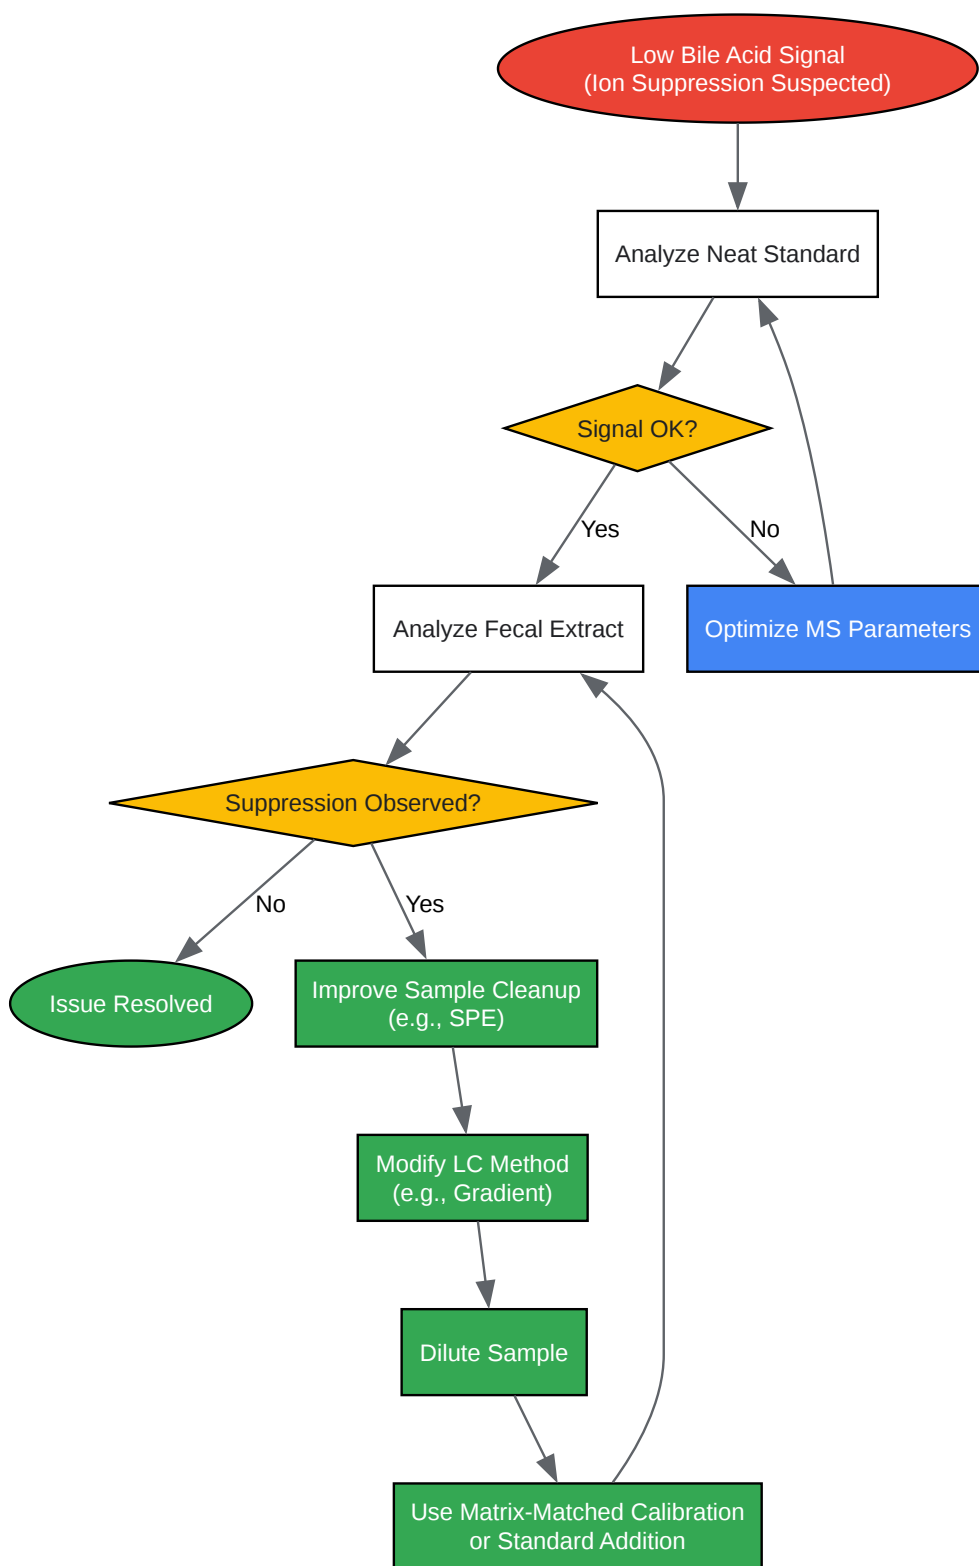 Low Bile Acid Signal
(Ion Suppression Suspected)
Analyze Neat Standard
Signal OK?
Yes
No
Analyze Fecal Extract
Optimize MS Parameters
Suppression Observed?
No
Yes
Issue Resolved
Improve Sample Cleanup
(e.g., SPE)
Modify LC Method
(e.g., Gradient)
Dilute Sample
Use Matrix-Matched Calibration
or Standard Addition